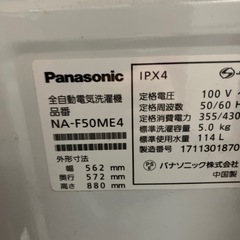 Panasonic
全自動電気洗濯機
品番
NA-F50ME4
外形寸法
幅 562 mm
奥行 572 mm
高さ 880 mm
IPX4
定格電圧 100 V
定格周波数 50/60 H
定格消費電力 355/430
標準洗濯容量 5.0 kg
標準使用水量 114 L
製造番号 1711301870
パナソニック株式会
中国製